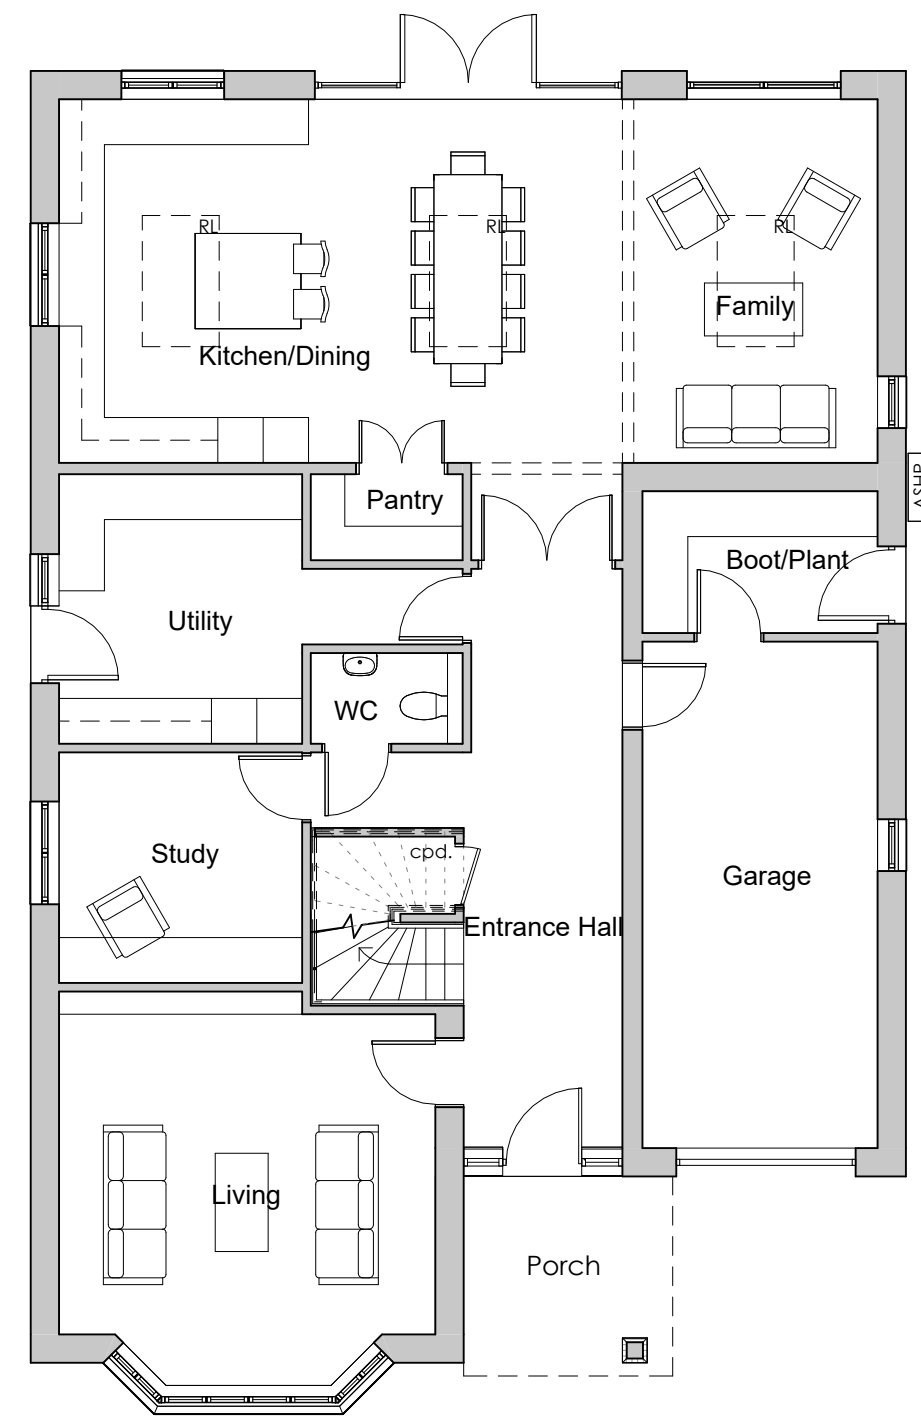 RL
RL
RL
Family
Kitchen/Dining
Pantry
ASHP
Boot/Plant
Utility
WC
cpd.
Study
Garage
Entrance Hall
Living
Porch